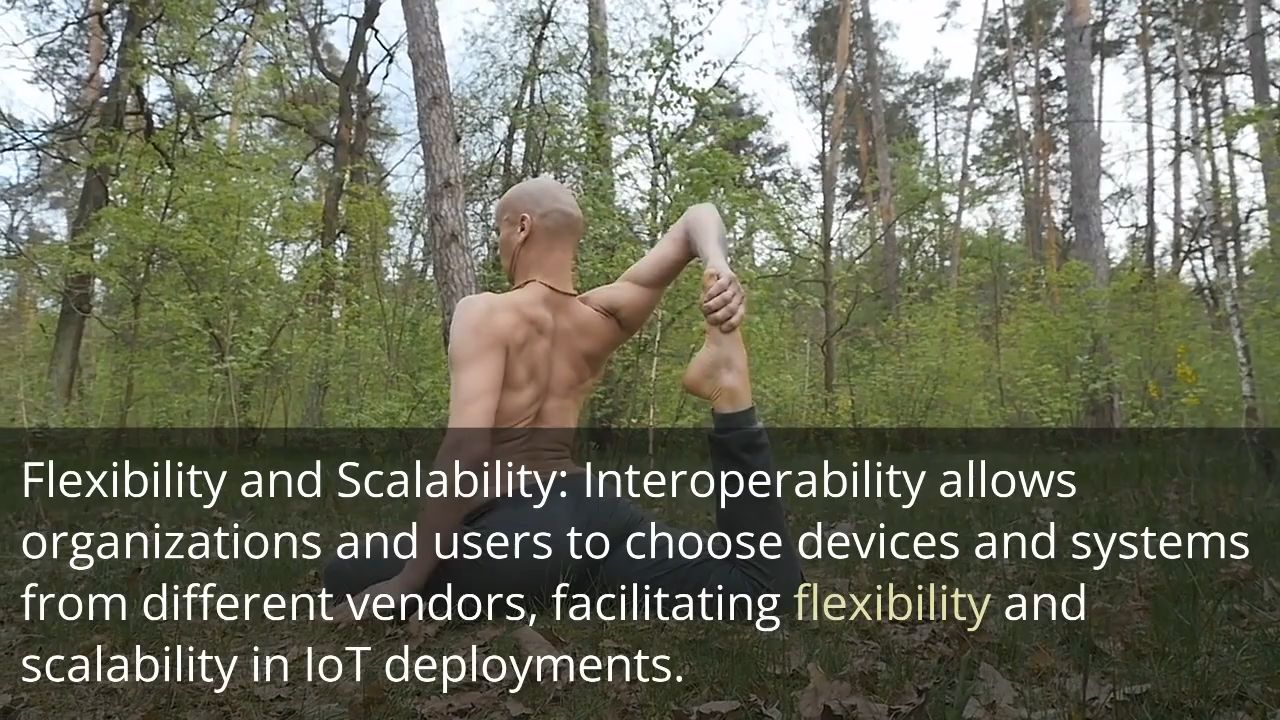 Flexibility and Scalability: Interoperability allows
organizations and users to choose devices and systems
from different vendors, facilitating flexibility and
scalability in IoT deployments.